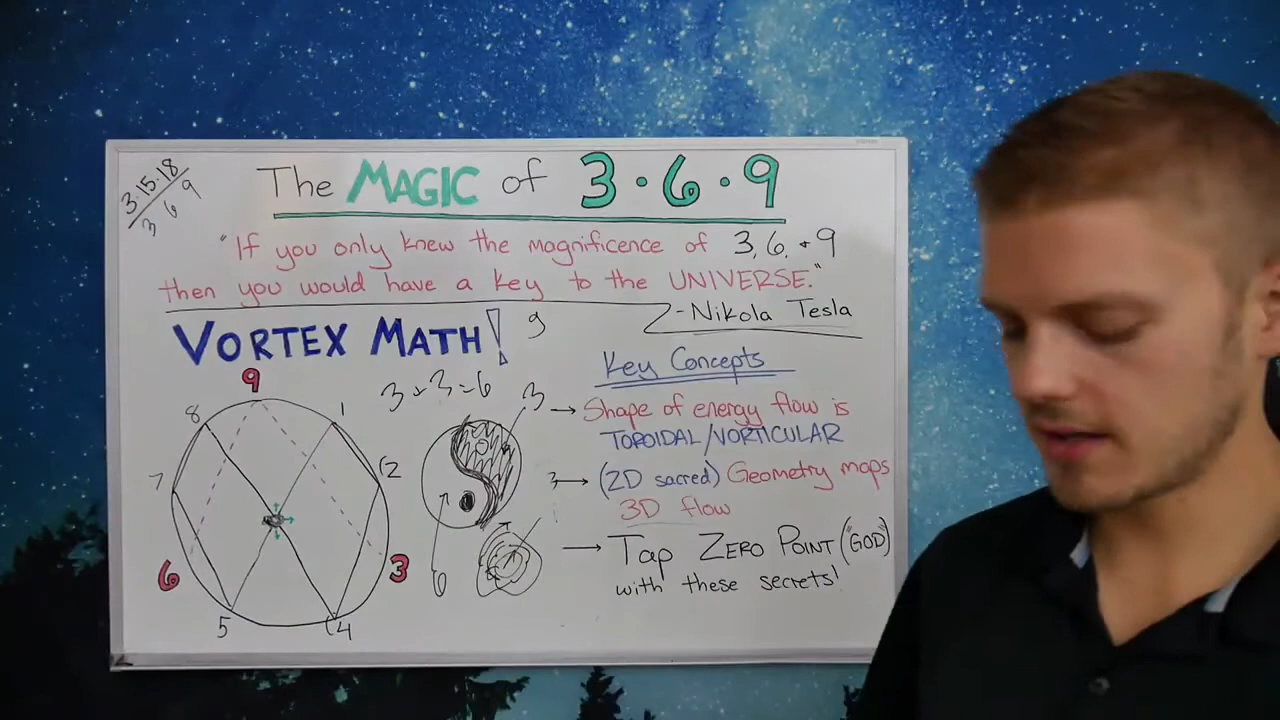 3·15·18
3 6 9
The MAGIC of 3·6·9
"If you only knew the magnificence of 3, 6, + 9
then you would have a key to the UNIVERSE."
- Nikola Tesla
VORTEX MATH!
9
Key Concepts
→ Shape of energy flow is
TOROIDAL/VORTICULAR
→ (2D sacred) Geometry maps
3D flow
→ Tap ZERO POINT ("GOD")
with these secrets!
3+3=6
3
3
6
9
8
1
7
2
6
3
5
4